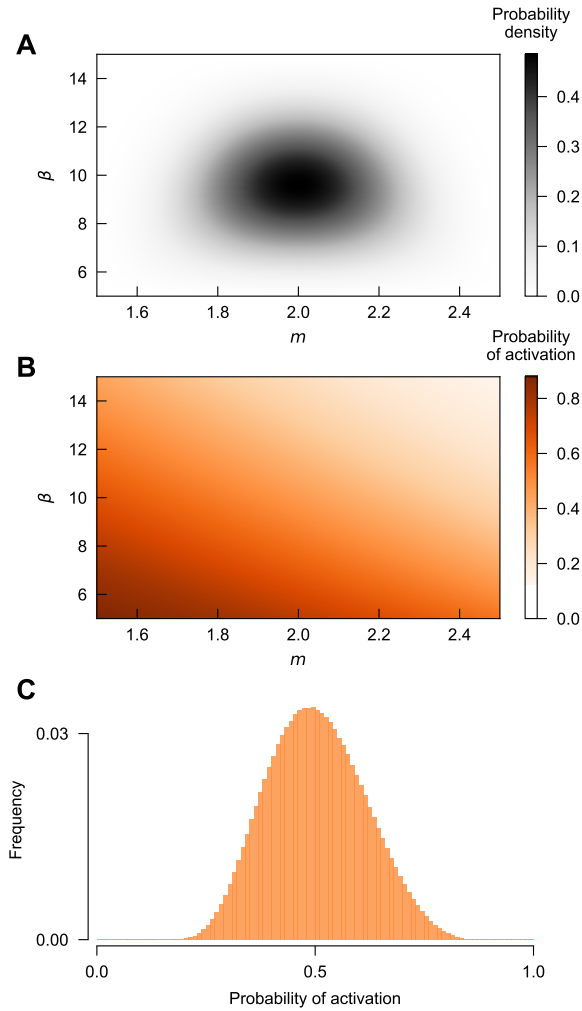 Probability
density
A
14
12
10
8
6
β
1.6
1.8
2.0
2.2
2.4
m
0.4
0.3
0.2
0.1
0.0
Probability
of activation
B
14
12
10
8
6
β
1.6
1.8
2.0
2.2
2.4
m
0.8
0.6
0.4
0.2
0.0
C
0.03
0.00
Frequency
0.0
0.5
1.0
Probability of activation